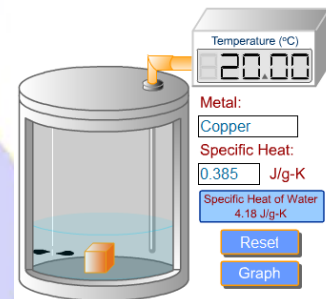 Temperature (°C)
20.00
Metal:
Copper
Specific Heat:
0.385 J/g-K
Specific Heat of Water
4.18 J/g-K
Reset
Graph